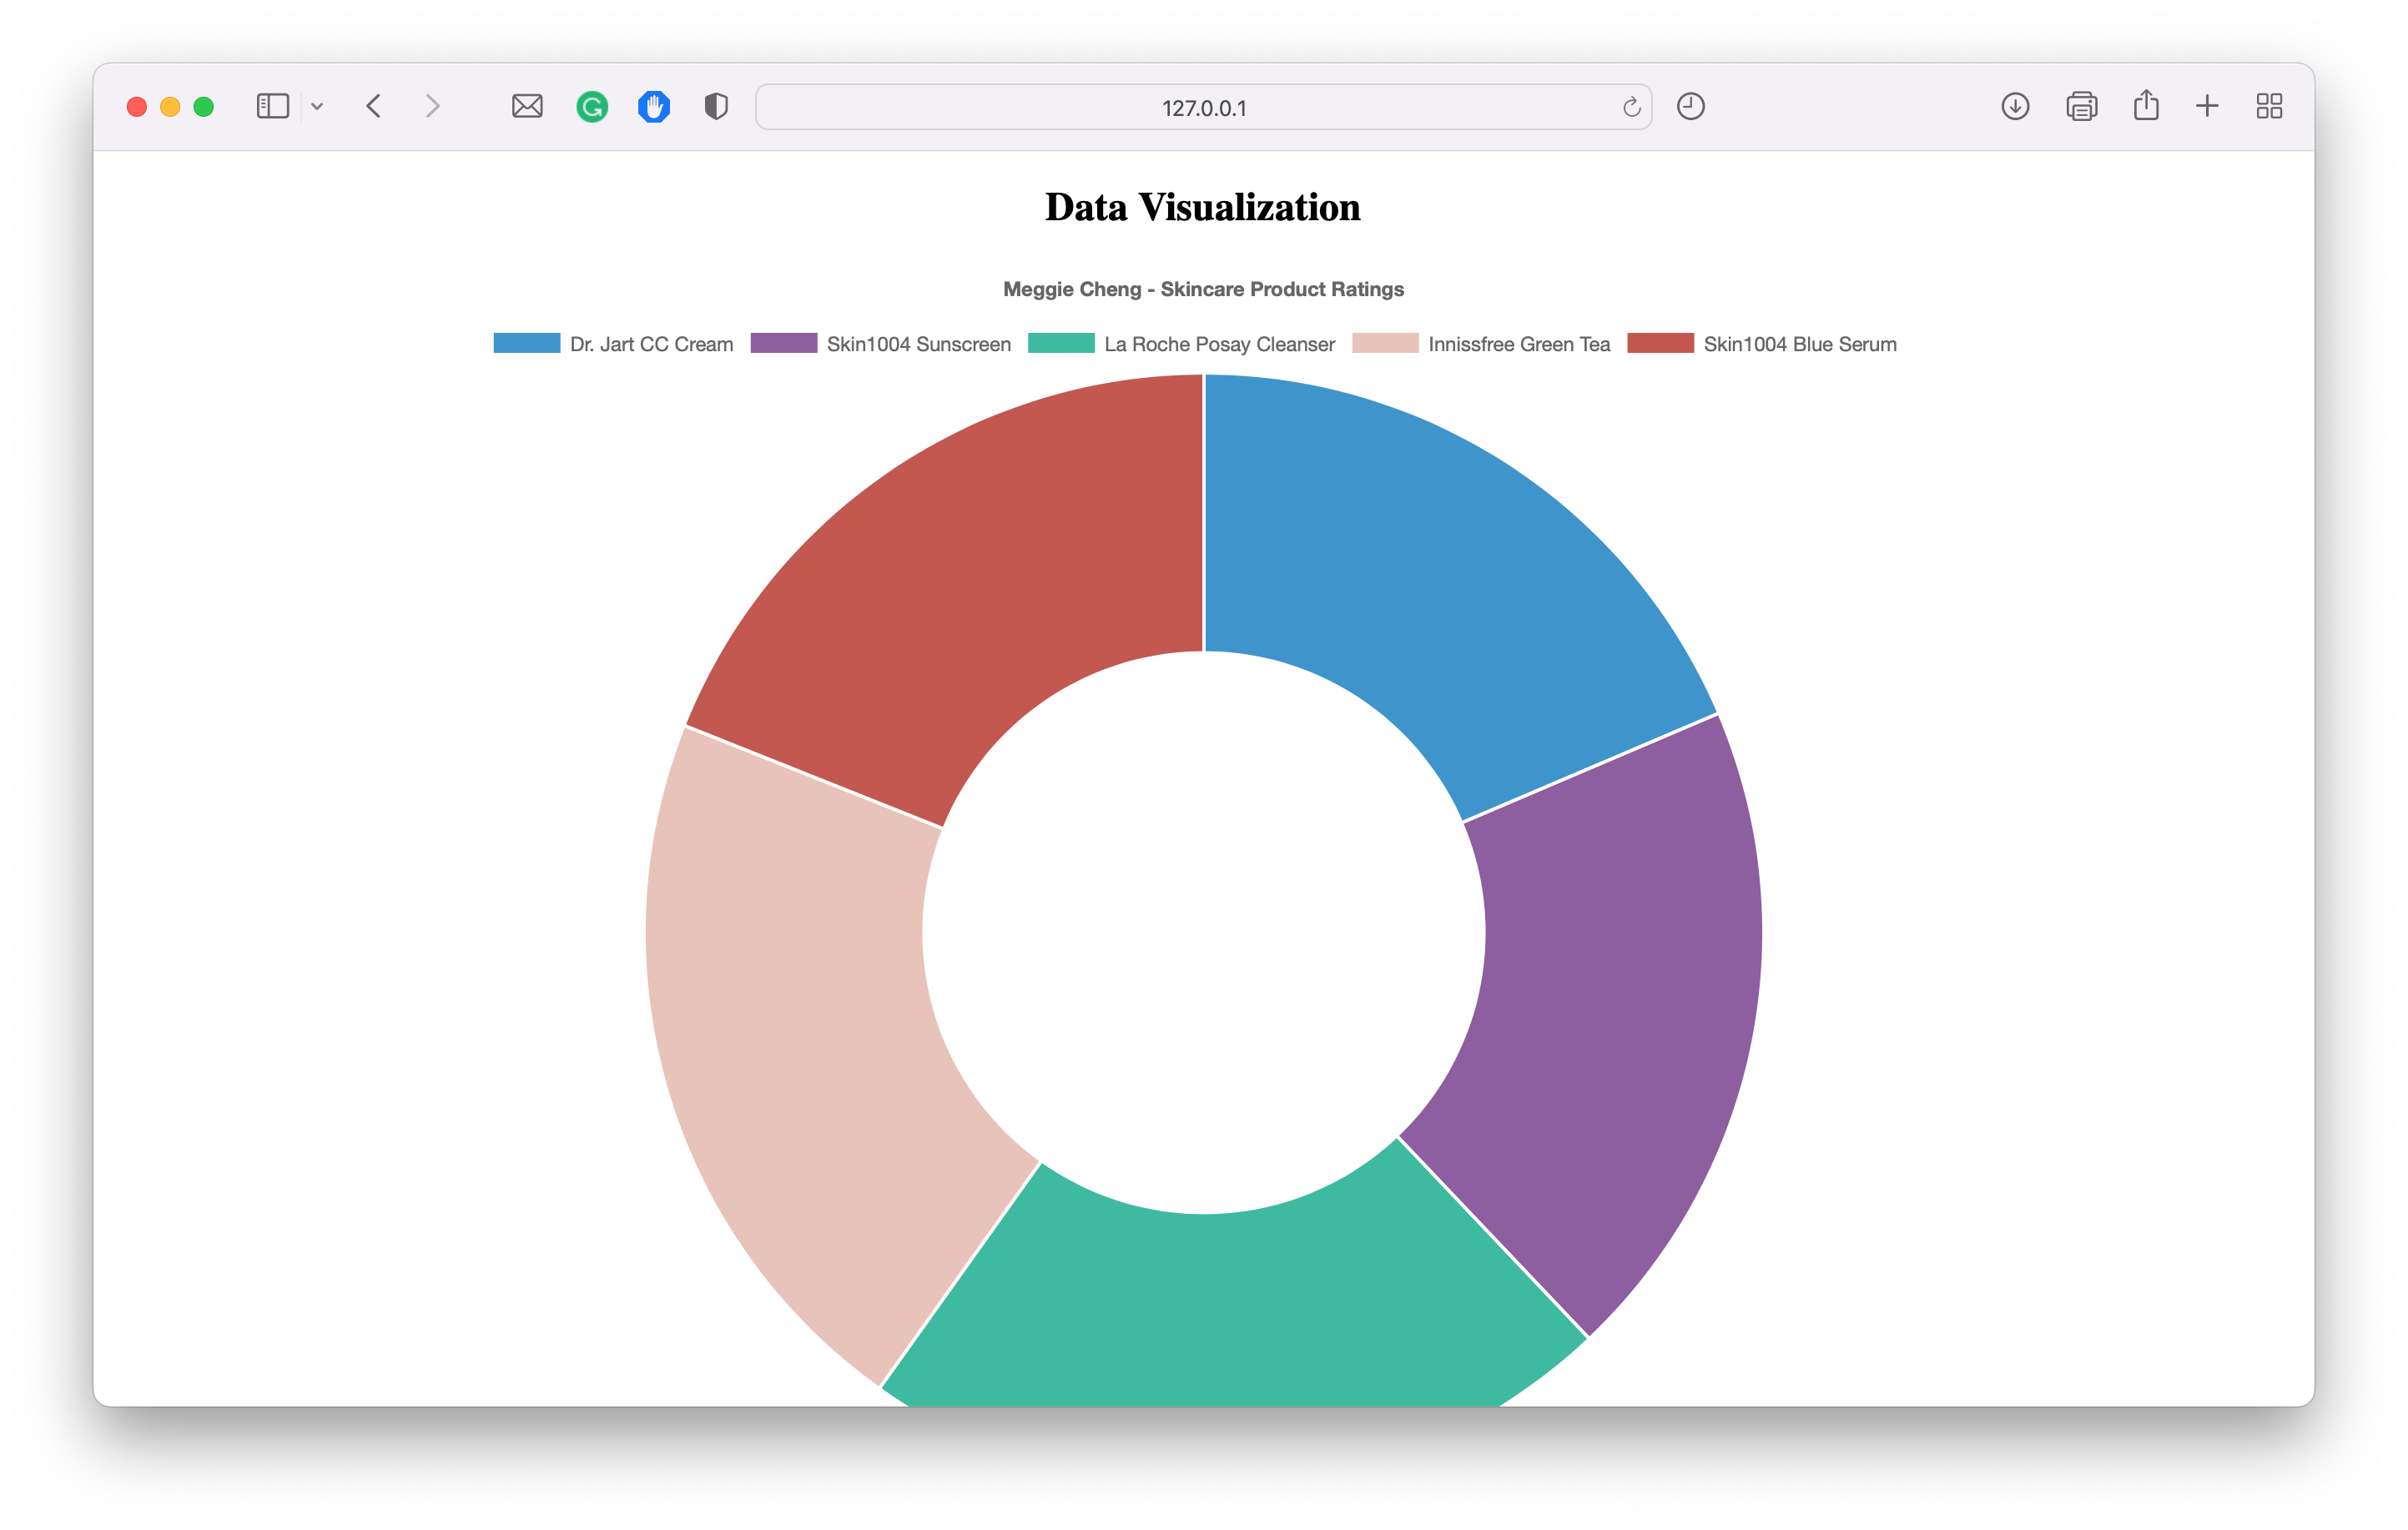 127.0.0.1
Data Visualization
Meggie Cheng - Skincare Product Ratings
Dr. Jart CC Cream Skin1004 Sunscreen La Roche Posay Cleanser Innissfree Green Tea Skin1004 Blue Serum